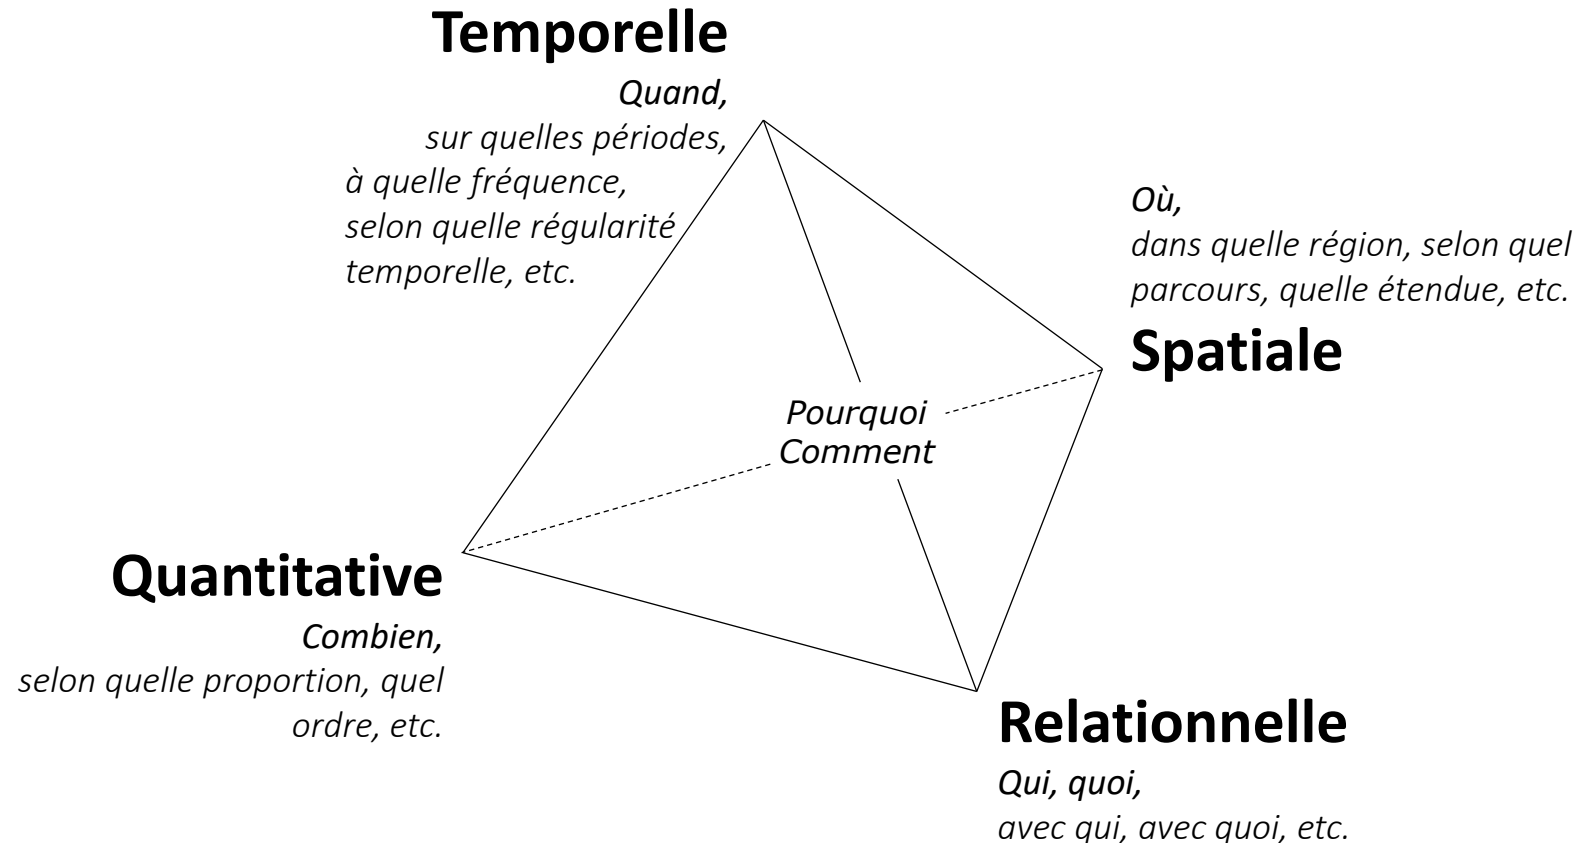 Temporelle
Quand,
sur quelles périodes,
à quelle fréquence,
selon quelle régularité
temporelle, etc.
Où,
dans quelle région, selon quel
parcours, quelle étendue, etc.
Spatiale
Pourquoi
Comment
Quantitative
Combien,
selon quelle proportion, quel
ordre, etc.
Relationnelle
Qui, quoi,
avec qui, avec quoi, etc.